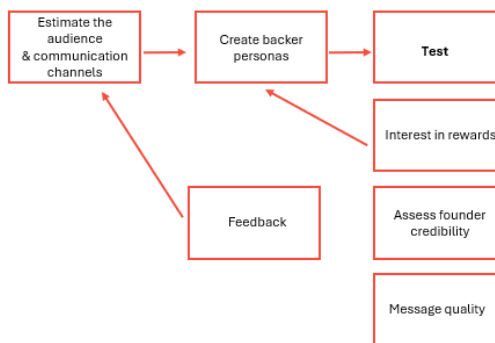 Estimate the
audience
& communication
channels
Create backer
personas
Test
Interest in rewards
Feedback
Assess founder
credibility
Message quality